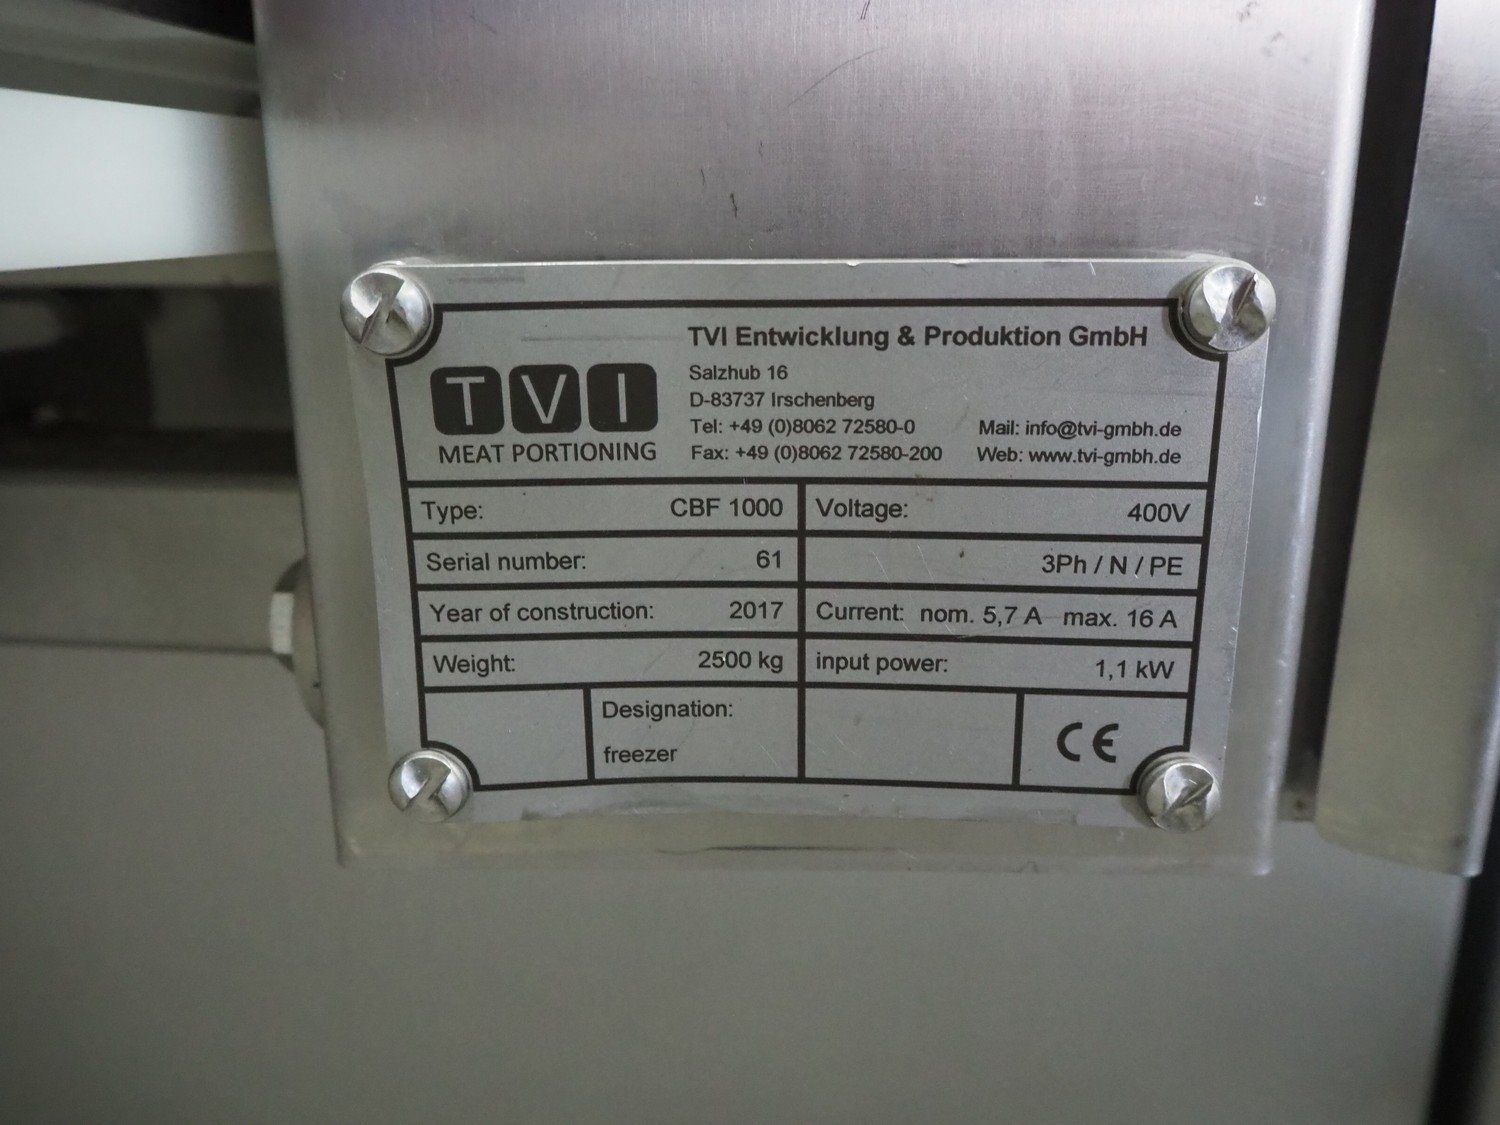 TVI Entwicklung & Produktion GmbH
TVI
MEAT PORTIONING
Salzhub 16
D-83737 Irschenberg
Tel: +49 (0)8062 72580-0 Mail: info@tvi-gmbh.de
Fax: +49 (0)8062 72580-200 Web: www.tvi-gmbh.de
Type: CBF 1000 Voltage: 400V
Serial number: 61 3Ph / N / PE
Year of construction: 2017 Current: nom. 5,7 A max. 16 A
Weight: 2500 kg input power: 1,1 kW
Designation:
freezer
CE